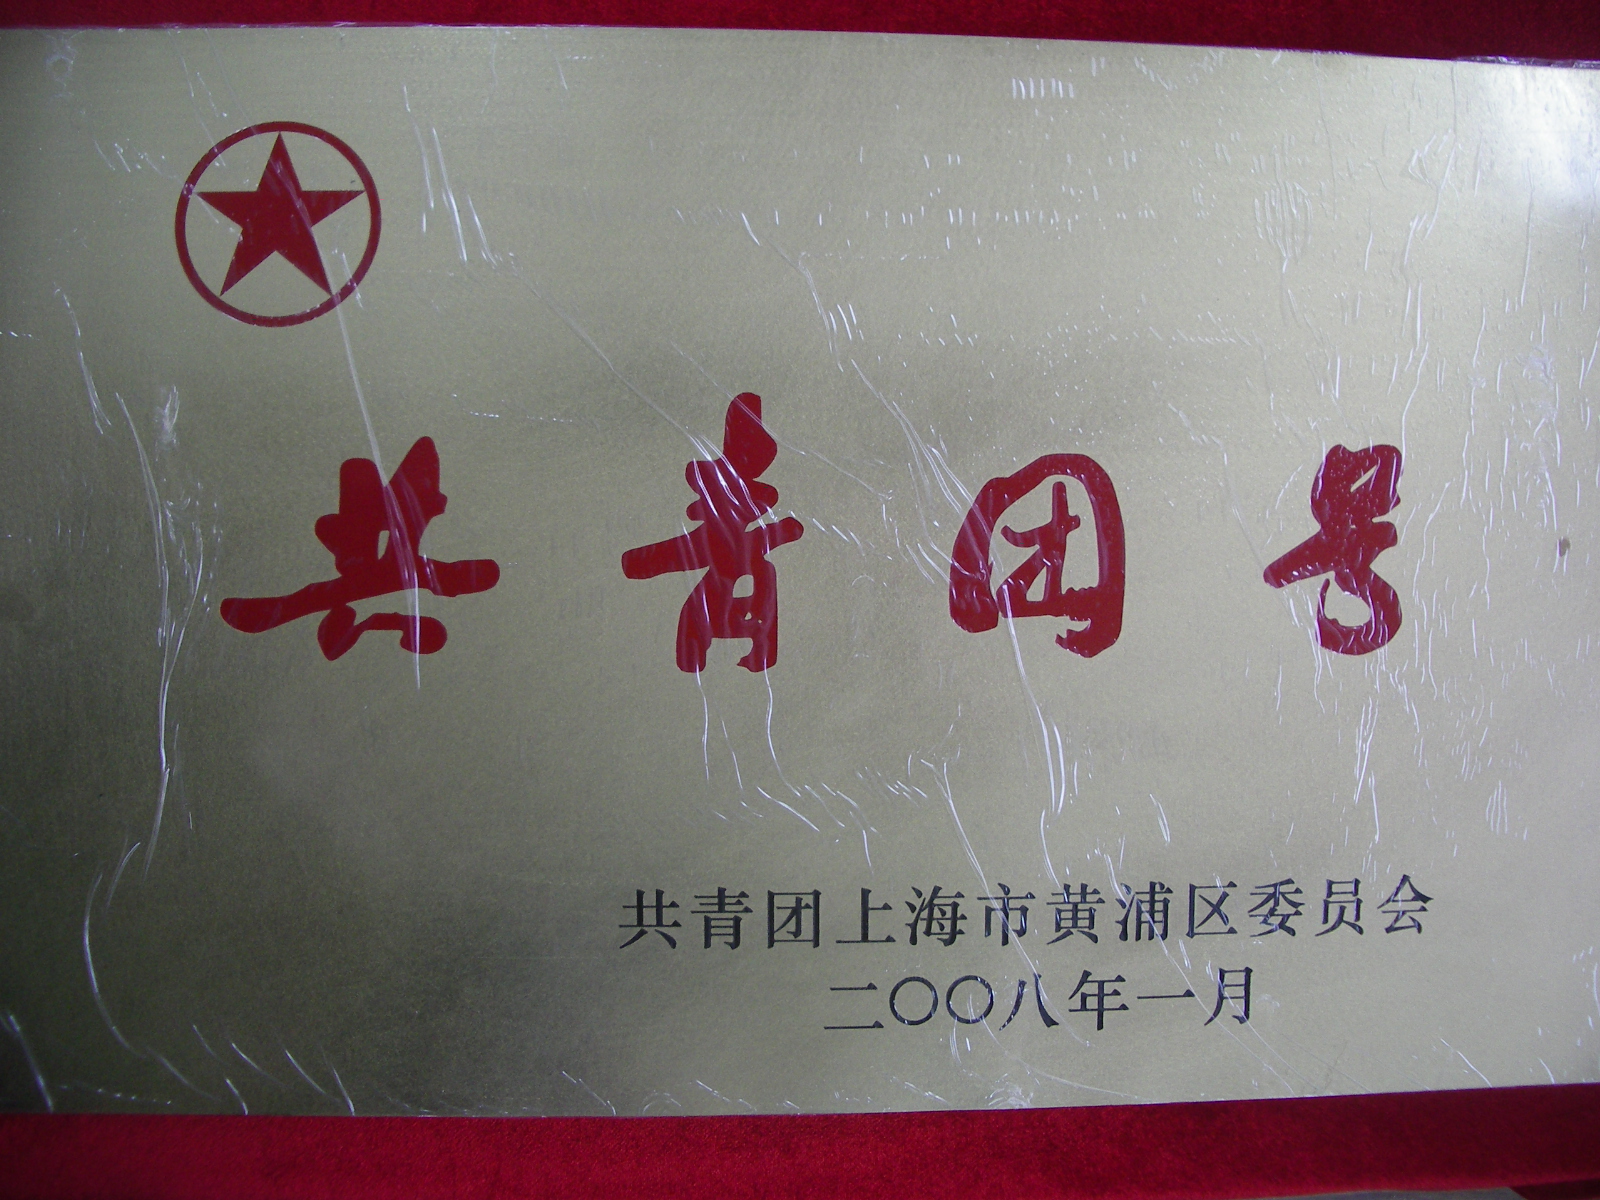 共青团号
共青团上海市黄浦区委员会
二〇〇八年一月